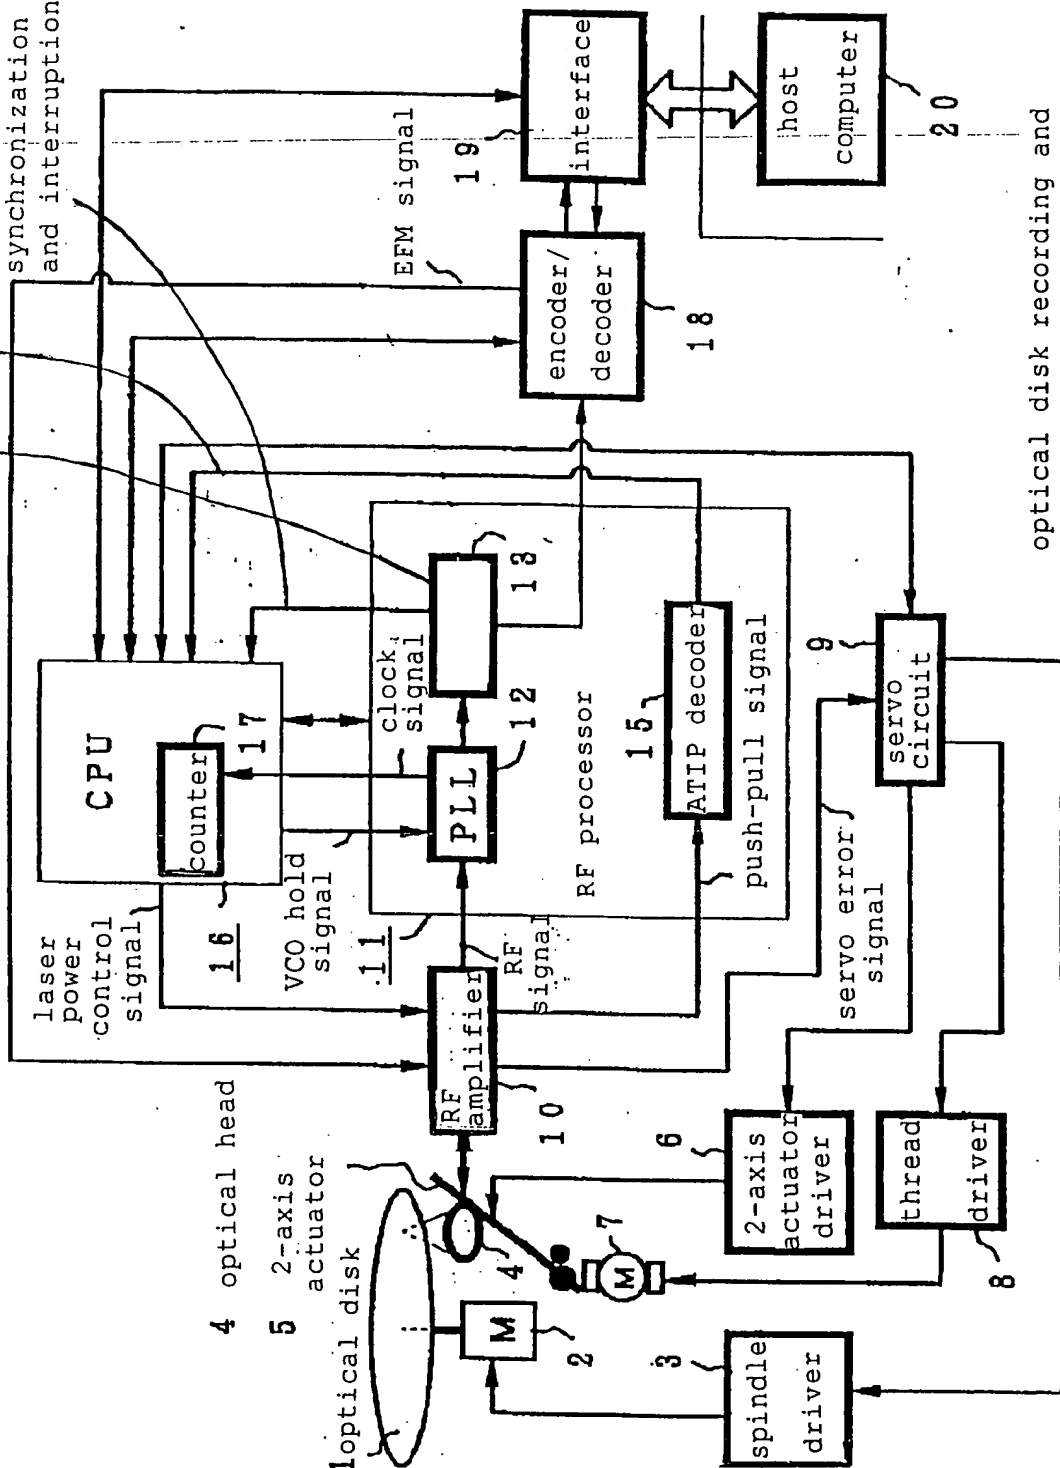 synchronization
and interruption
laser
power
control
signal
CPU
counter
17
16
VCO hold
signal
clock
signal
11
4 optical head
5 2-axis
actuator
1optical disk
RF
amplifier
10
RF
signal
PLL
12
13
RF processor
EFM signal
encoder/
decoder
18
19
interface
host
computer
20
M
2
4
M
7
15
ATIP decoder
push-pull signal
3
spindle
driver
6
2-axis
actuator
driver
servo error
signal
9
servo
circuit
thread
driver
8
optical disk recording and